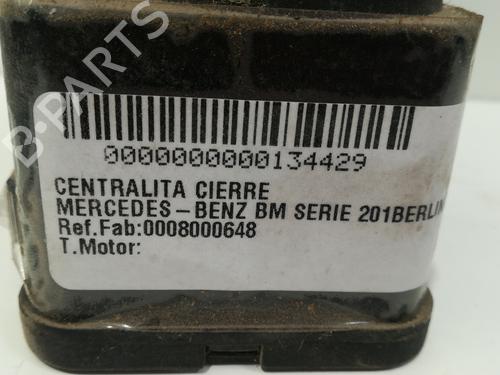 0000000000134429
CENTRALITA CIERRE
MERCEDES-BENZ BM SERIE 201BERLIN
Ref.Fab:0008000648
T.Motor:
B-PARTS